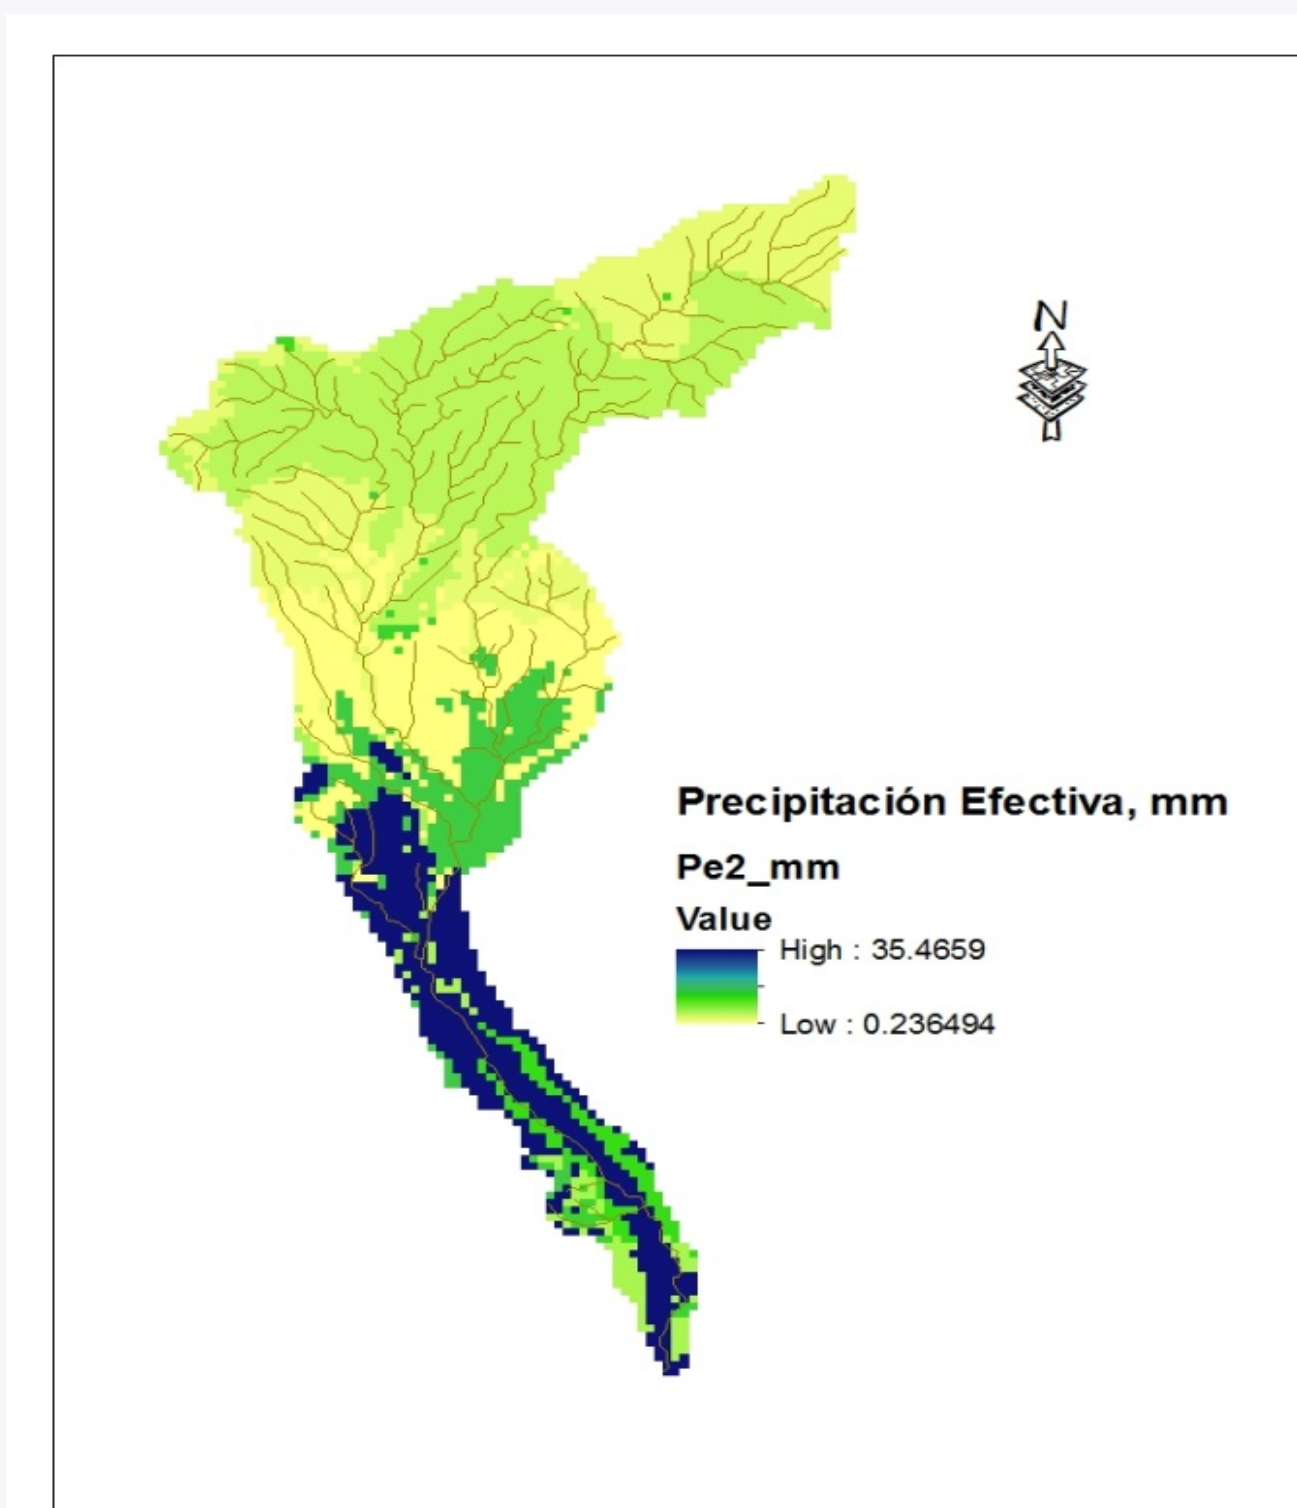 N
Precipitación Efectiva, mm
Pe2_mm
Value
High : 35.4659
Low : 0.236494